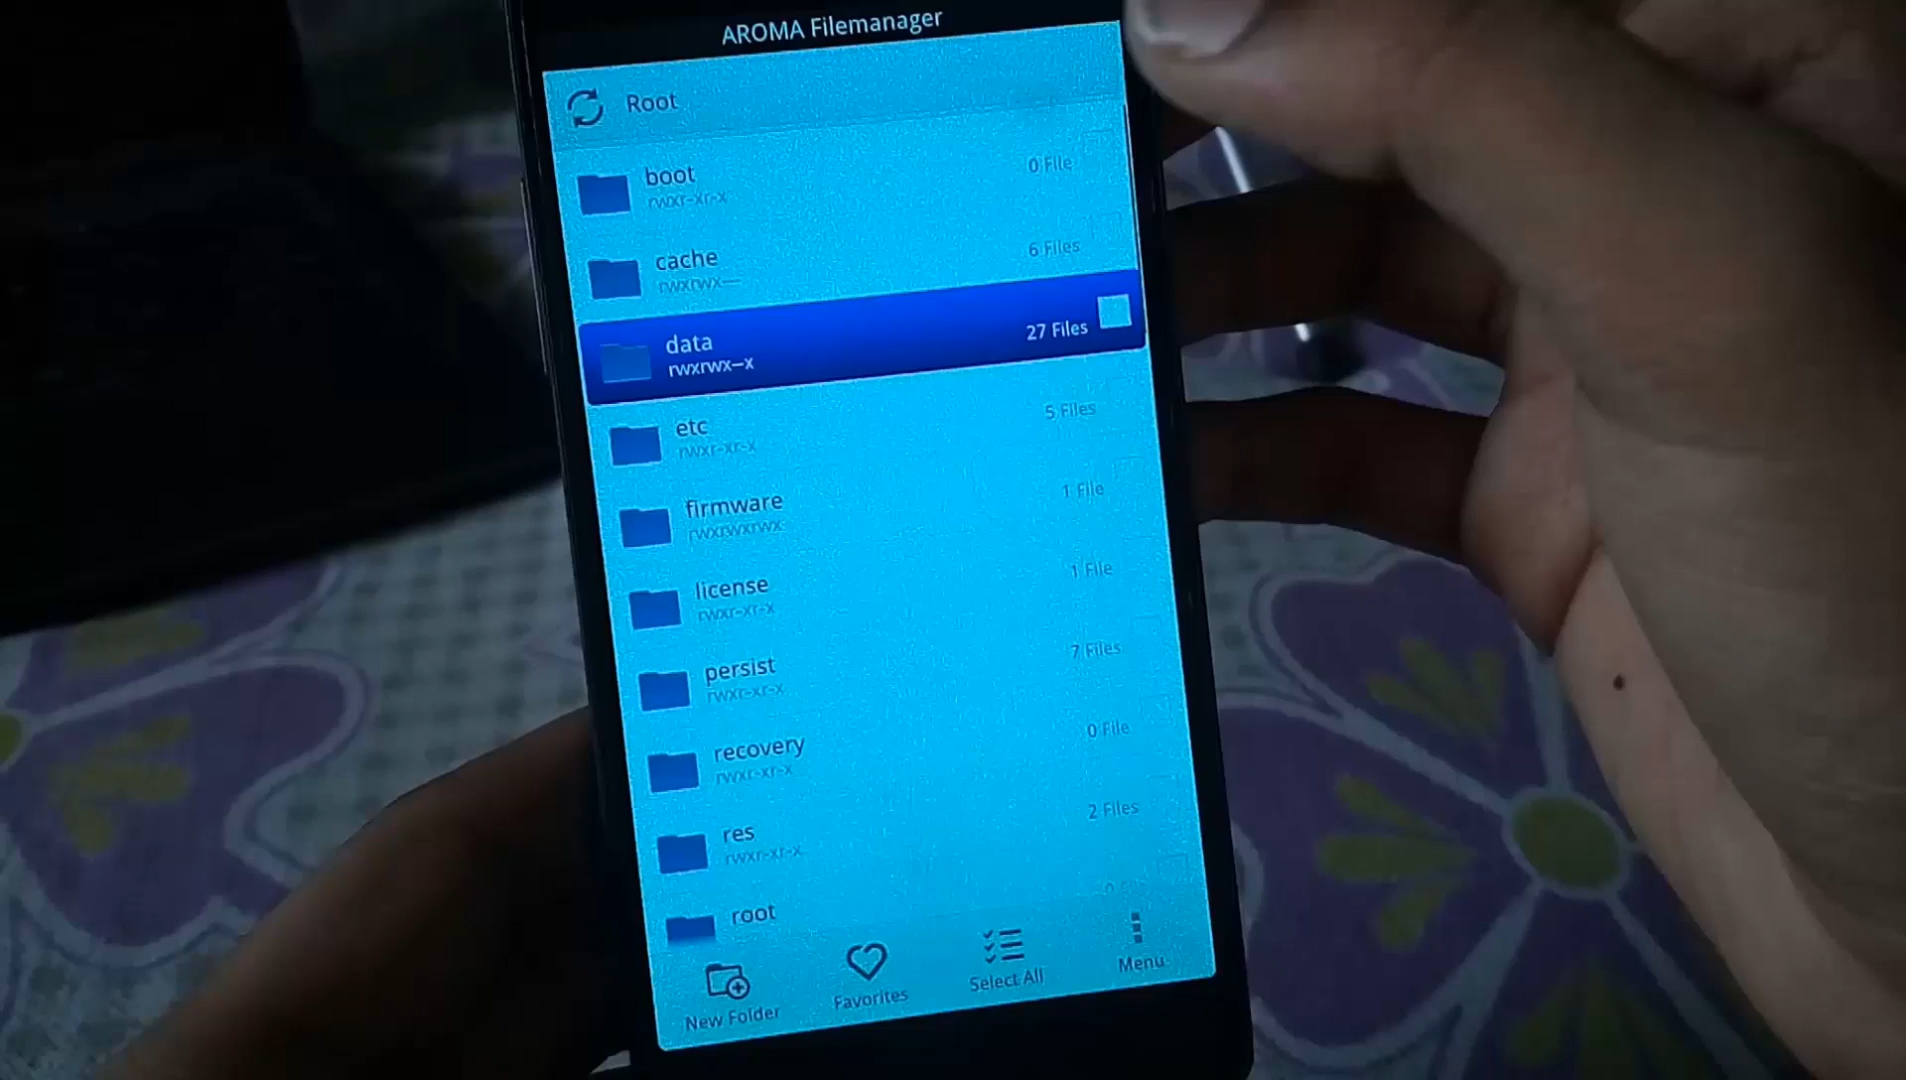 AROMA Filemanager
Root
boot
rwxr-xr-x
0 File
cache
rwxrwx—
6 Files
data
rwxrwx—x
27 Files
etc
rwxr-xr-x
5 Files
firmware
rwxrwxrwx
1 File
license
rwxr-xr-x
1 File
persist
rwxr-xr-x
7 Files
recovery
rwxr-xr-x
0 File
res
rwxr-xr-x
2 Files
root
New Folder
Favorites
Select All
Menu